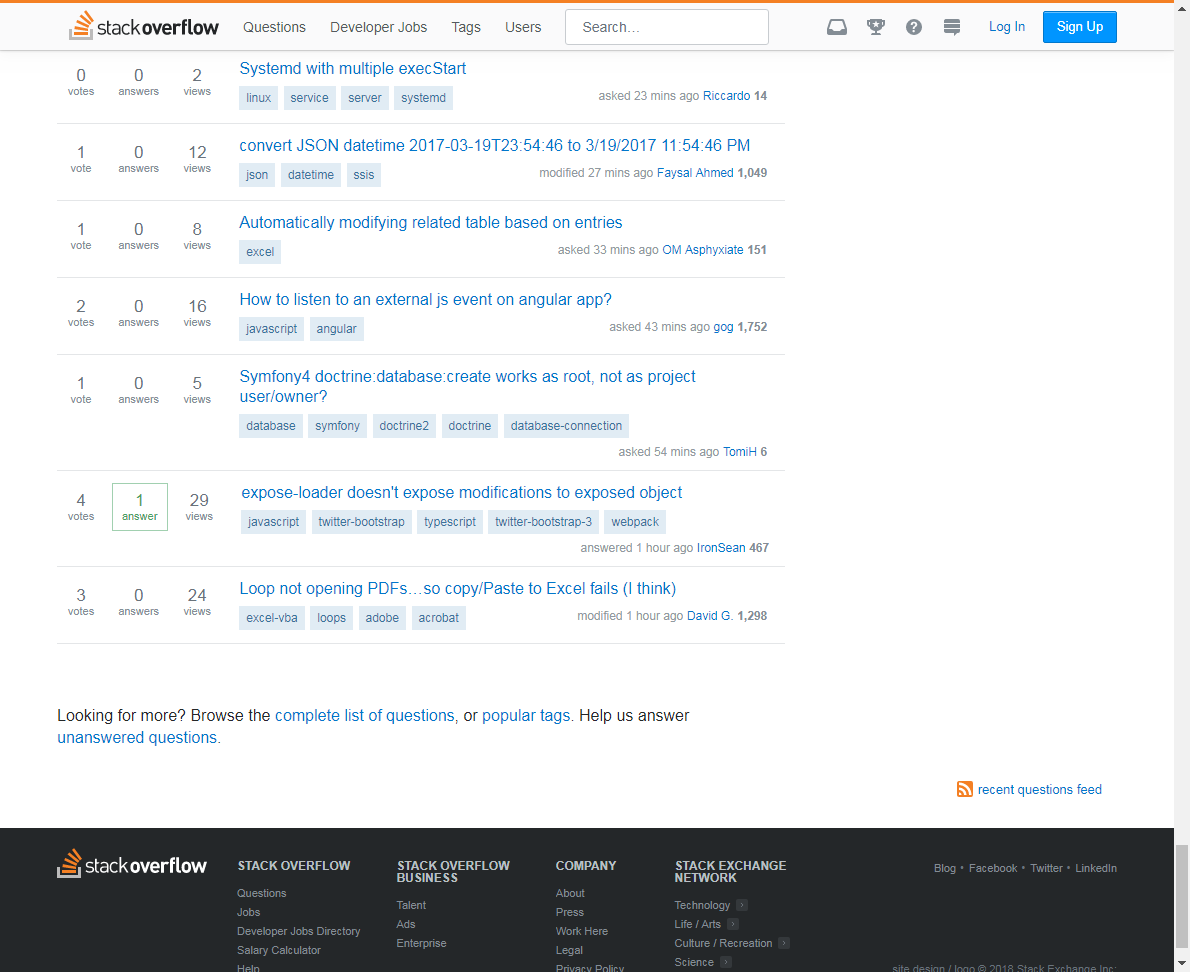 stackoverflow Questions Developer Jobs Tags Users Search… Log In Sign Up
0 0 2 Systemd with multiple execStart
votes answers views linux service server systemd asked 23 mins ago Riccardo 14
1 0 12 convert JSON datetime 2017-03-19T23:54:46 to 3/19/2017 11:54:46 PM
vote answers views json datetime ssis modified 27 mins ago Faysal Ahmed 1,049
1 0 8 Automatically modifying related table based on entries
vote answers views excel asked 33 mins ago OM Asphyxiate 151
2 0 16 How to listen to an external js event on angular app?
votes answers views javascript angular asked 43 mins ago gog 1,752
1 0 5 Symfony4 doctrine:database:create works as root, not as project
vote answers views user/owner?
database symfony doctrine2 doctrine database-connection
asked 54 mins ago TomiH 6
4 1 29 expose-loader doesn't expose modifications to exposed object
votes answer views javascript twitter-bootstrap typescript twitter-bootstrap-3 webpack
answered 1 hour ago IronSean 467
3 0 24 Loop not opening PDFs…so copy/Paste to Excel fails (I think)
votes answers views excel-vba loops adobe acrobat modified 1 hour ago David G. 1,298
Looking for more? Browse the complete list of questions, or popular tags. Help us answer
unanswered questions.
recent questions feed
stackoverflow
STACK OVERFLOW
Questions
Jobs
Developer Jobs Directory
Salary Calculator
Help
STACK OVERFLOW
BUSINESS
Talent
Ads
Enterprise
COMPANY
About
Press
Work Here
Legal
Privacy Policy
STACK EXCHANGE
NETWORK
Technology
Life / Arts
Culture / Recreation
Science
Blog • Facebook • Twitter • LinkedIn
site design / logo © 2018 Stack Exchange Inc;